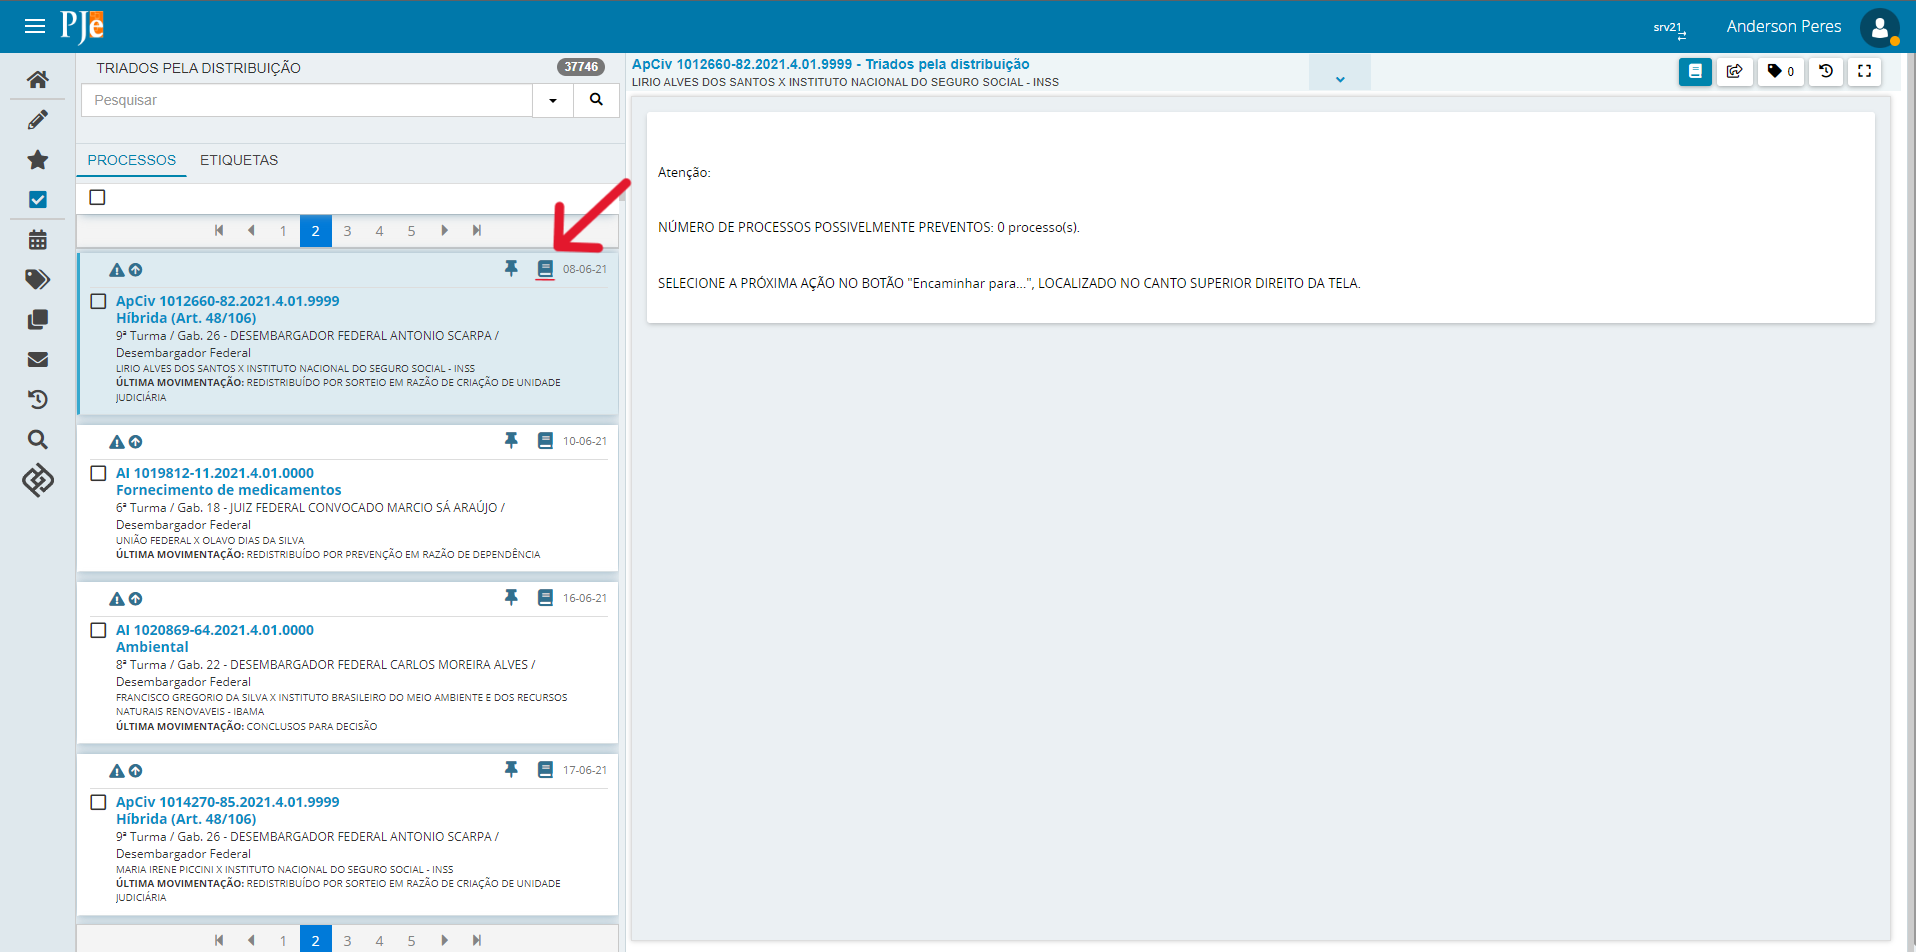 PJe
srv21
Anderson Peres
TRIADOS PELA DISTRIBUIÇÃO
37746
Pesquisar
PROCESSOS
ETIQUETAS
1 2 3 4 5
08-06-21
ApCiv 1012660-82.2021.4.01.9999
Híbrida (Art. 48/106)
9ª Turma / Gab. 26 - DESEMBARGADOR FEDERAL ANTONIO SCARPA /
Desembargador Federal
LIRIO ALVES DOS SANTOS X INSTITUTO NACIONAL DO SEGURO SOCIAL - INSS
ÚLTIMA MOVIMENTAÇÃO: REDISTRIBUÍDO POR SORTEIO EM RAZÃO DE CRIAÇÃO DE UNIDADE
JUDICIÁRIA
10-06-21
AI 1019812-11.2021.4.01.0000
Fornecimento de medicamentos
6ª Turma / Gab. 18 - JUIZ FEDERAL CONVOCADO MARCIO SÁ ARAÚJO /
Desembargador Federal
UNIÃO FEDERAL X OLAVO DIAS DA SILVA
ÚLTIMA MOVIMENTAÇÃO: REDISTRIBUÍDO POR PREVENÇÃO EM RAZÃO DE DEPENDÊNCIA
16-06-21
AI 1020869-64.2021.4.01.0000
Ambiental
8ª Turma / Gab. 22 - DESEMBARGADOR FEDERAL CARLOS MOREIRA ALVES /
Desembargador Federal
FRANCISCO GREGORIO DA SILVA X INSTITUTO BRASILEIRO DO MEIO AMBIENTE E DOS RECURSOS
NATURAIS RENOVAVEIS - IBAMA
ÚLTIMA MOVIMENTAÇÃO: CONCLUSOS PARA DECISÃO
17-06-21
ApCiv 1014270-85.2021.4.01.9999
Híbrida (Art. 48/106)
9ª Turma / Gab. 26 - DESEMBARGADOR FEDERAL ANTONIO SCARPA /
Desembargador Federal
MARIA IRENE PICCINI X INSTITUTO NACIONAL DO SEGURO SOCIAL - INSS
ÚLTIMA MOVIMENTAÇÃO: REDISTRIBUÍDO POR SORTEIO EM RAZÃO DE CRIAÇÃO DE UNIDADE
JUDICIÁRIA
1 2 3 4 5
ApCiv 1012660-82.2021.4.01.9999 - Triados pela distribuição
LIRIO ALVES DOS SANTOS X INSTITUTO NACIONAL DO SEGURO SOCIAL - INSS
0
Atenção:
NÚMERO DE PROCESSOS POSSIVELMENTE PREVENTOS: 0 processo(s).
SELECIONE A PRÓXIMA AÇÃO NO BOTÃO "Encaminhar para...", LOCALIZADO NO CANTO SUPERIOR DIREITO DA TELA.